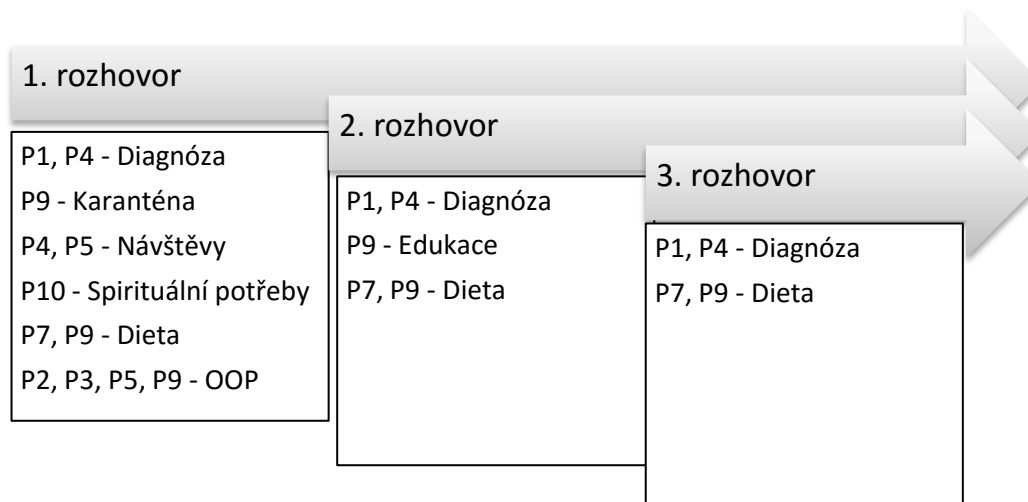 1. rozhovor
P1, P4 - Diagnóza
P9 - Karanténa
P4, P5 - Návštěvy
P10 - Spirituální potřeby
P7, P9 - Dieta
P2, P3, P5, P9 - OOP
2. rozhovor
P1, P4 - Diagnóza
P9 - Edukace
P7, P9 - Dieta
3. rozhovor
P1, P4 - Diagnóza
P7, P9 - Dieta